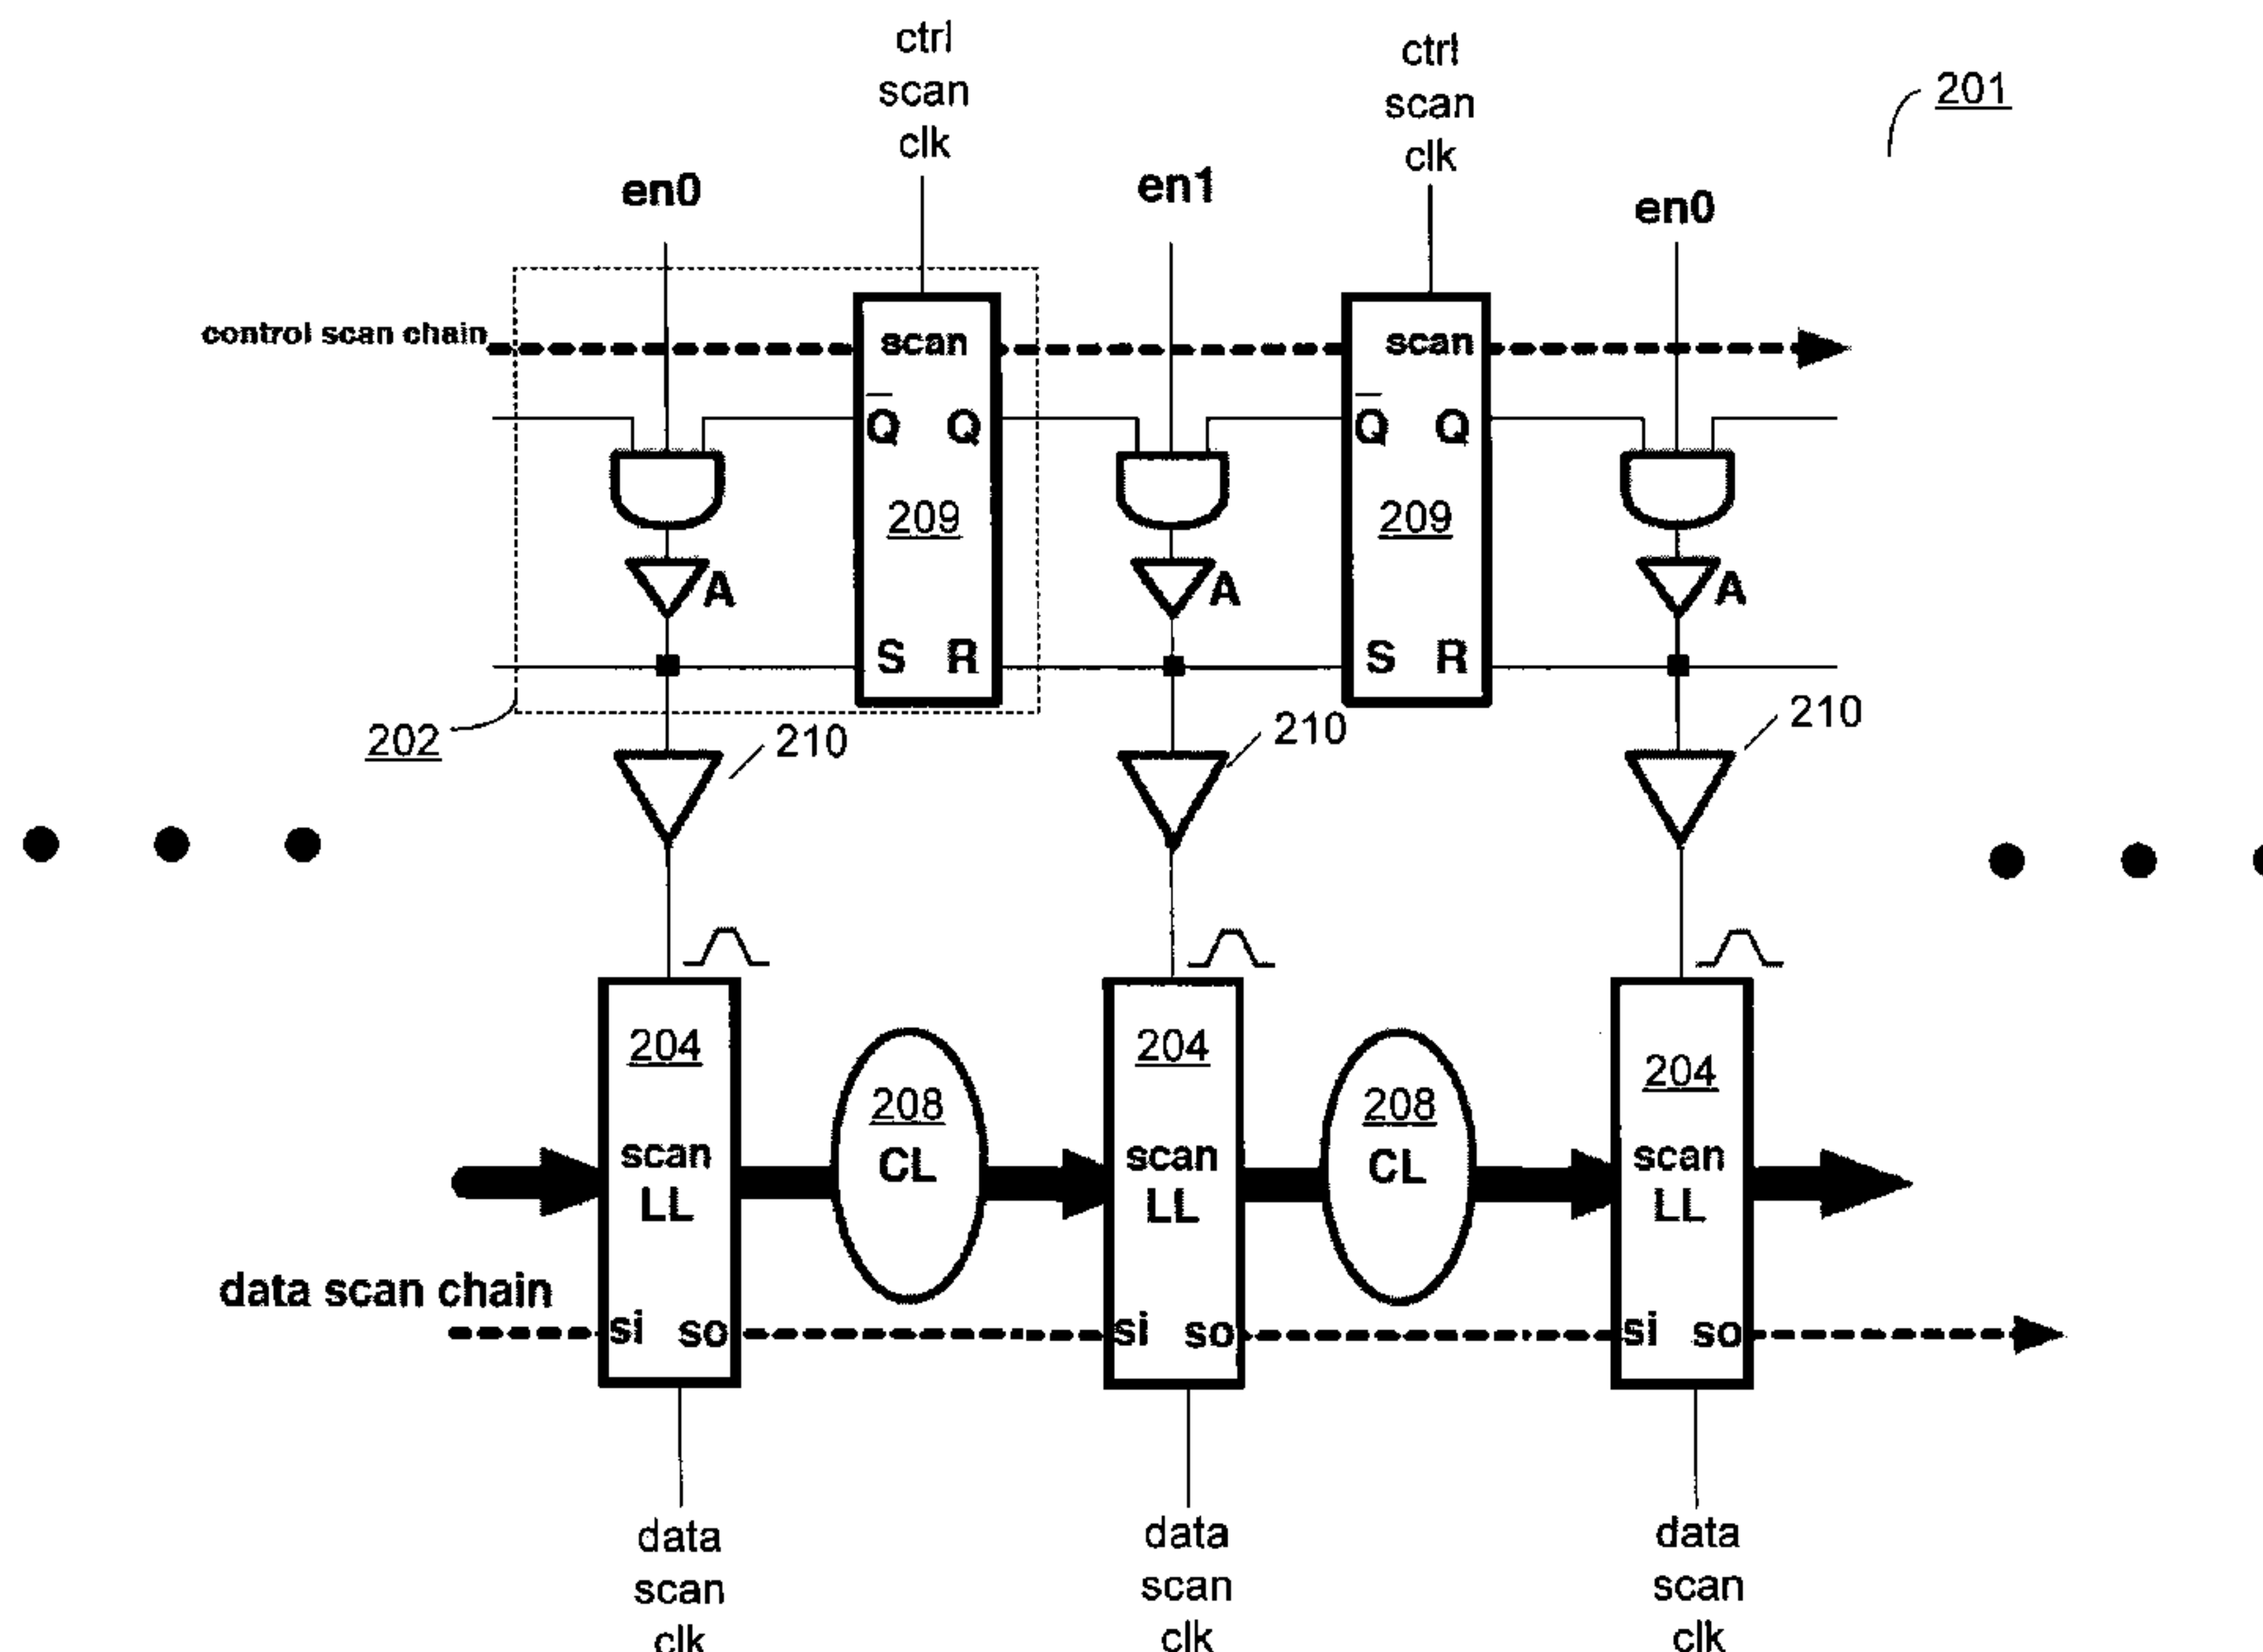 ctrl
scan
clk
ctrl
scan
clk
201
en0
en1
en0
control scan chain
scan
scan
Q Q
Q Q
209
209
A
A
A
S R
S R
202
210
210
210
204
204
204
208
208
scan
LL
CL
scan
LL
CL
scan
LL
data scan chain
si so
si so
si so
data
scan
clk
data
scan
clk
data
scan
clk